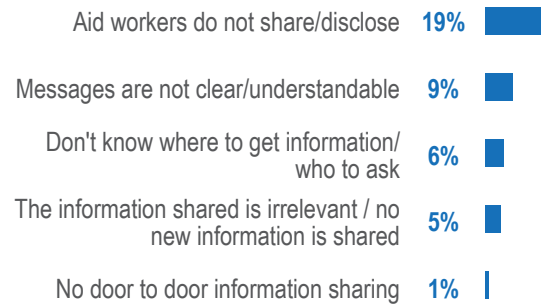 Aid workers do not share/disclose 19%
Messages are not clear/understandable 9%
Don't know where to get information/
who to ask 6%
The information shared is irrelevant / no
new information is shared 5%
No door to door information sharing 1%